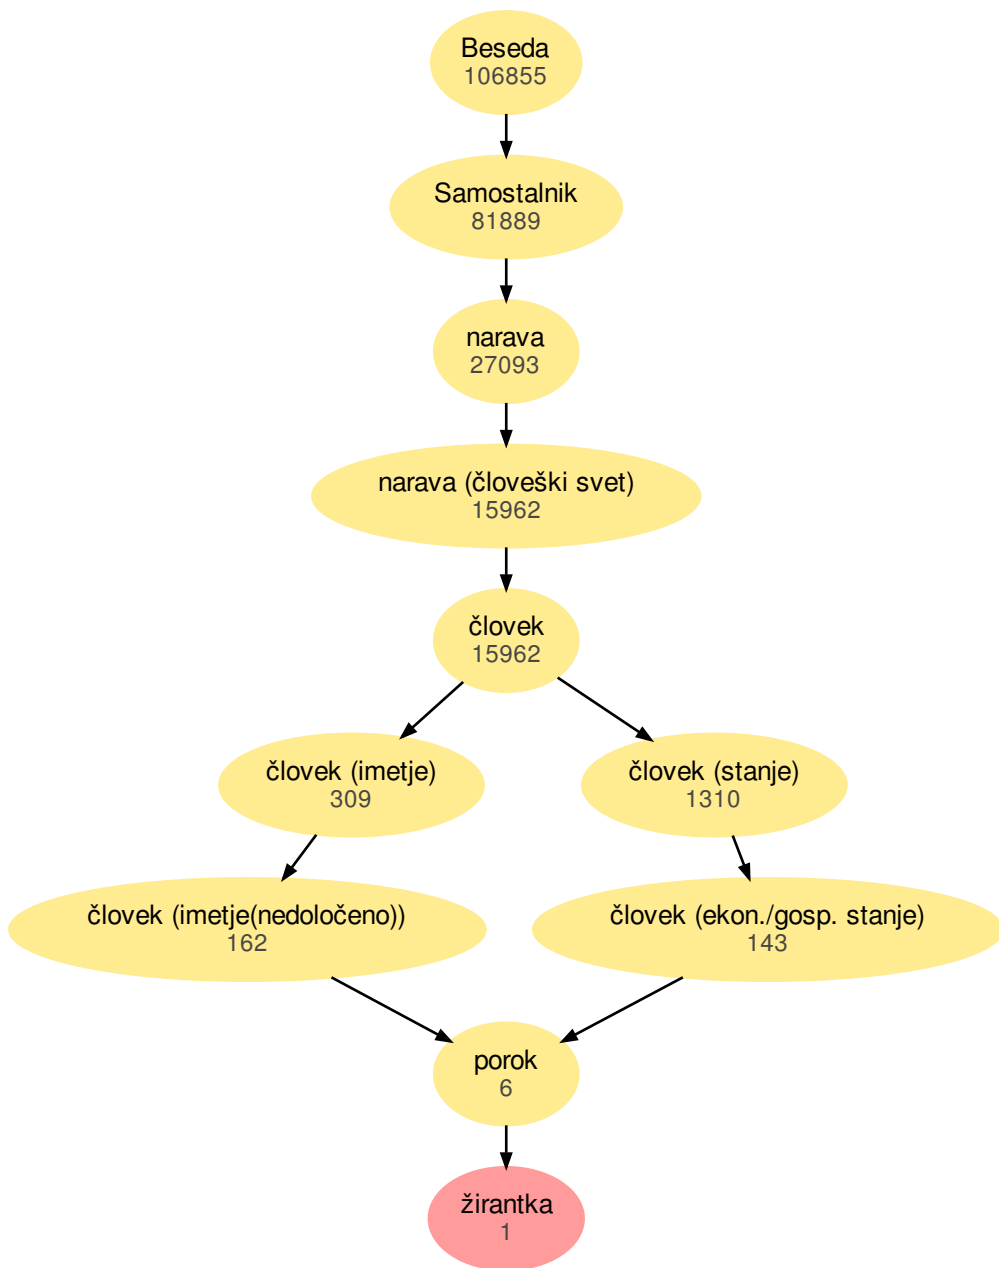 Beseda
106855
Samostalnik
81889
narava
27093
narava (človeški svet)
15962
človek
15962
človek (imetje)
309
človek (stanje)
1310
človek (imetje(nedoločeno))
162
človek (ekon./gosp. stanje)
143
porok
6
žirantka
1